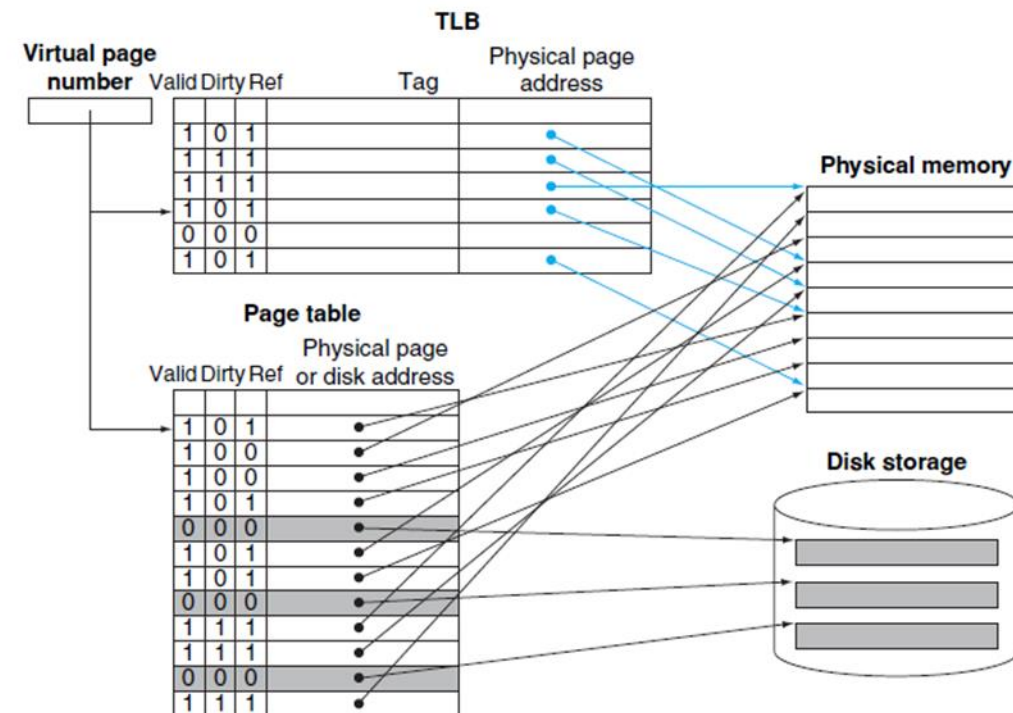 TLB
Virtual page
number
Valid Dirty Ref
Tag
Physical page
address
1 0 1
1 1 1
1 1 1
1 0 1
0 0 0
1 0 1
Physical memory
Page table
Physical page
or disk address
Valid Dirty Ref
1 0 1
1 0 0
1 0 0
1 0 1
0 0 0
1 0 1
1 0 1
0 0 0
1 1 1
1 1 1
0 0 0
1 1 1
Disk storage